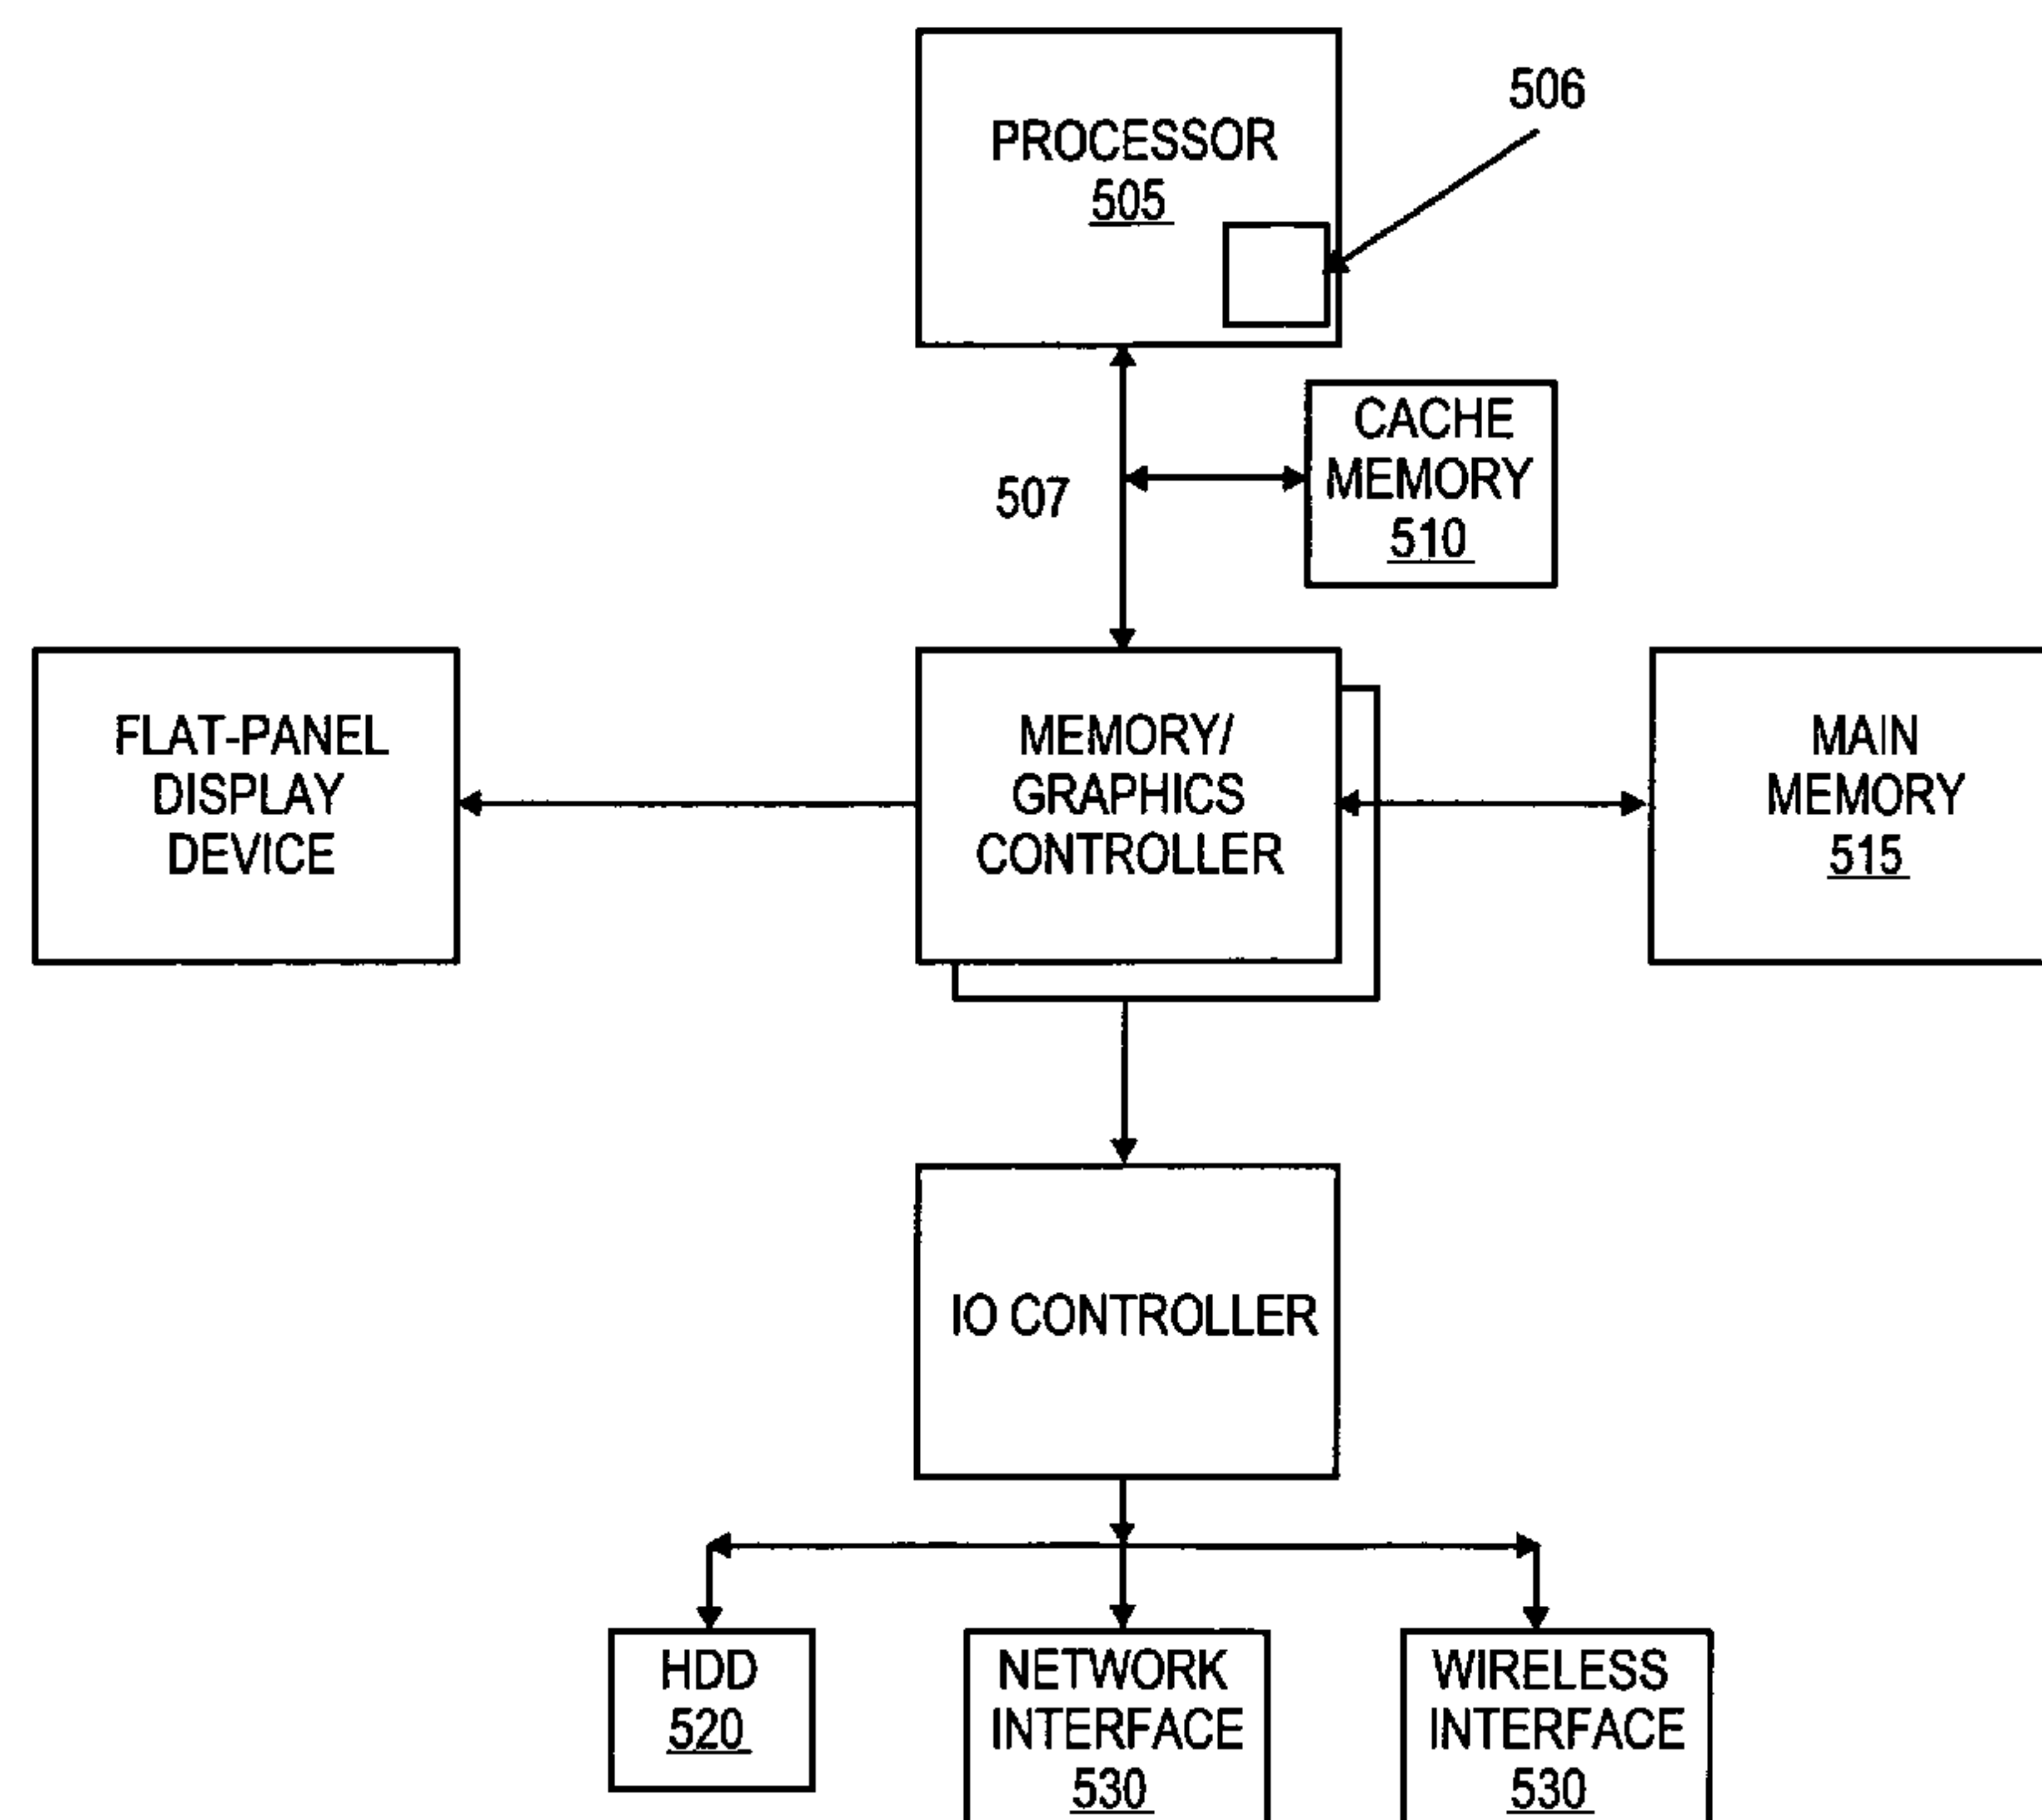 506
PROCESSOR
505
CACHE
MEMORY
510
507
FLAT-PANEL
DISPLAY
DEVICE
MEMORY/
GRAPHICS
CONTROLLER
MAIN
MEMORY
515
IO CONTROLLER
HDD
520
NETWORK
INTERFACE
530
WIRELESS
INTERFACE
530